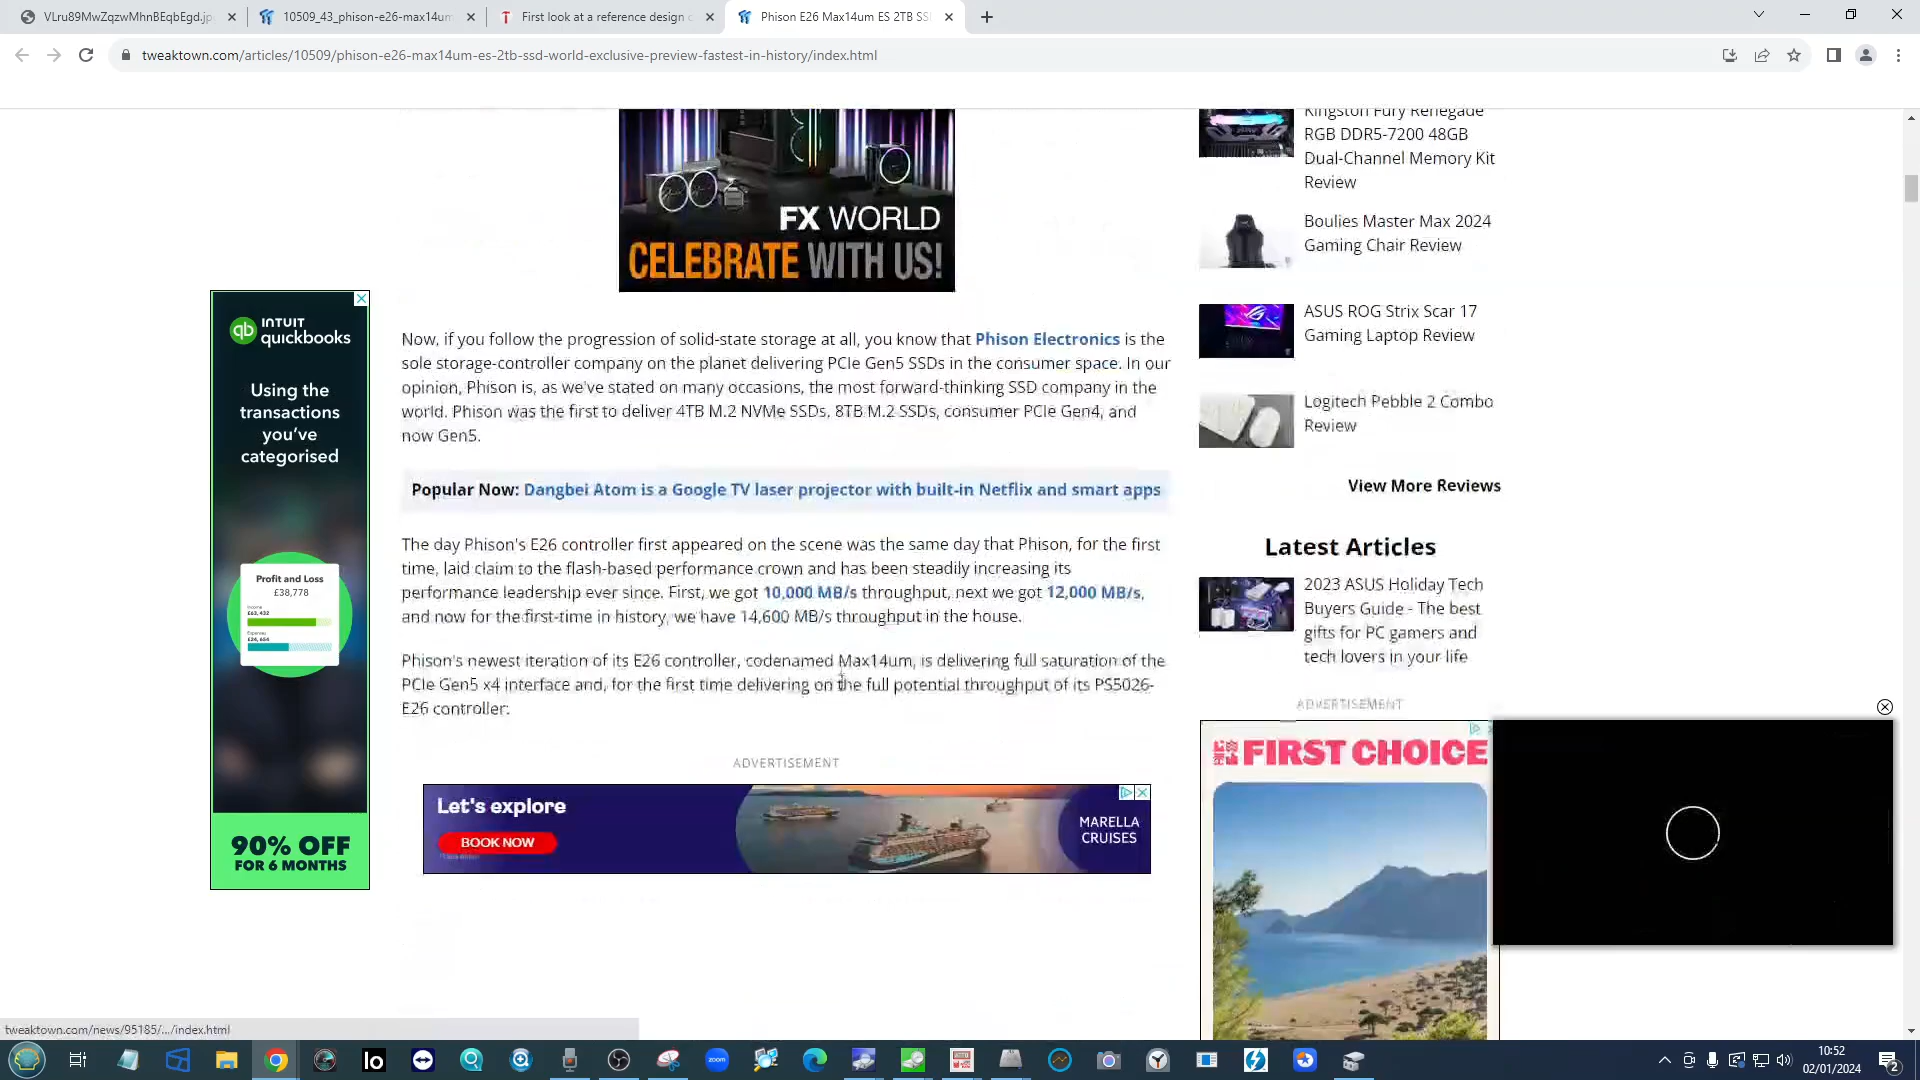 VLru89MwZqzwMhnBEqbEgd.jp
10509_43_phison-e26-max14um
First look at a reference design o
Phison E26 Max14um ES 2TB SS
tweaktown.com/articles/10509/phison-e26-max14um-es-2tb-ssd-world-exclusive-preview-fastest-in-history/index.html
FX WORLD
CELEBRATE WITH US!
INTUIT
quickbooks
Using the
transactions
you've
categorised
Profit and Loss
£38,778
Income
£63,432
Expenses
£24,654
90% OFF
FOR 6 MONTHS
Now, if you follow the progression of solid-state storage at all, you know that Phison Electronics is the
sole storage-controller company on the planet delivering PCIe Gen5 SSDs in the consumer space. In our
opinion, Phison is, as we've stated on many occasions, the most forward-thinking SSD company in the
world. Phison was the first to deliver 4TB M.2 NVMe SSDs, 8TB M.2 SSDs, consumer PCIe Gen4, and
now Gen5.
Popular Now: Dangbei Atom is a Google TV laser projector with built-in Netflix and smart apps
The day Phison's E26 controller first appeared on the scene was the same day that Phison, for the first
time, laid claim to the flash-based performance crown and has been steadily increasing its
performance leadership ever since. First, we got 10,000 MB/s throughput, next we got 12,000 MB/s,
and now for the first-time in history, we have 14,600 MB/s throughput in the house.
Phison's newest iteration of its E26 controller, codenamed Max14um, is delivering full saturation of the
PCIe Gen5 x4 interface and, for the first time delivering on the full potential throughput of its PS5026-
E26 controller.
ADVERTISEMENT
Let's explore
BOOK NOW
MARELLA
CRUISES
Kingston Fury Renegade
RGB DDR5-7200 48GB
Dual-Channel Memory Kit
Review
Boulies Master Max 2024
Gaming Chair Review
ASUS ROG Strix Scar 17
Gaming Laptop Review
Logitech Pebble 2 Combo
Review
View More Reviews
Latest Articles
2023 ASUS Holiday Tech
Buyers Guide - The best
gifts for PC gamers and
tech lovers in your life
ADVERTISEMENT
FIRST CHOICE
tweaktown.com/news/95185/.../index.html
Io
zoom
10:52
02/01/2024
2